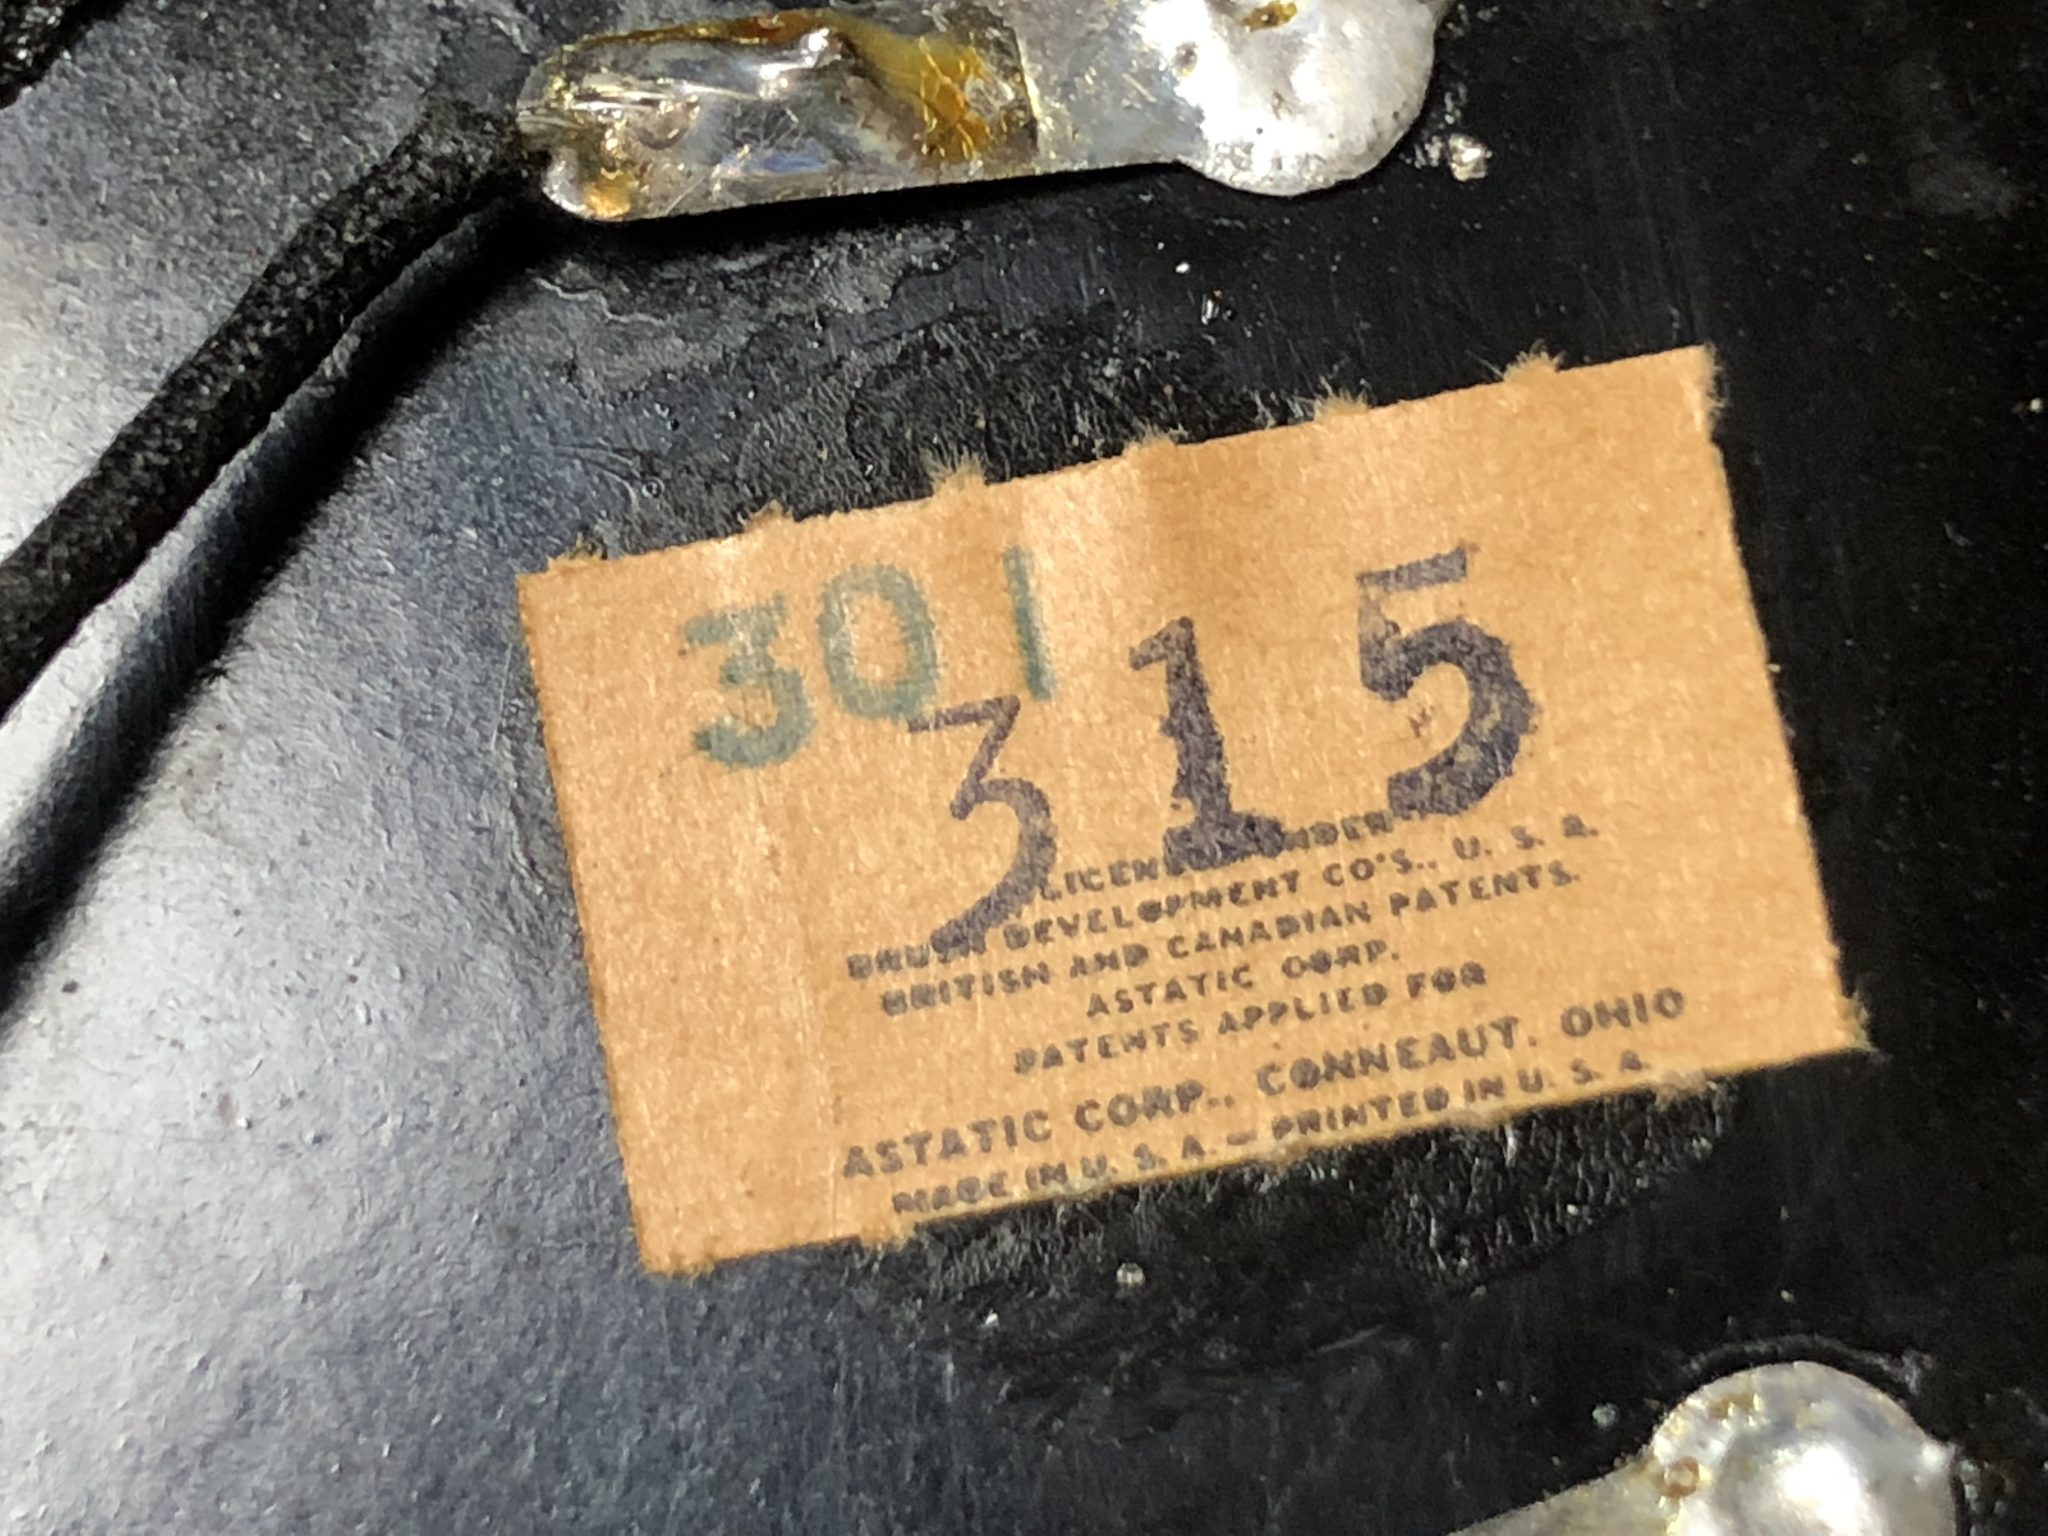 301
315
LICENSED UNDER
BRUSH DEVELOPMENT CO'S., U. S. A.
BRITISH AND CANADIAN PATENTS.
ASTATIC CORP.
PATENTS APPLIED FOR
ASTATIC CORP., CONNEAUT, OHIO
MADE IN U. S. A. — PRINTED IN U. S. A.